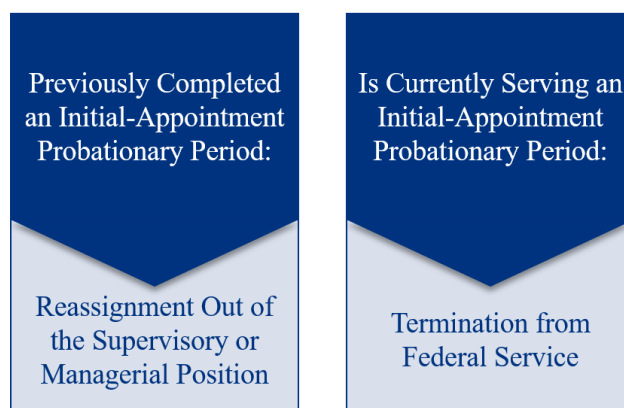 Previously Completed
an Initial-Appointment
Probationary Period:
Reassignment Out of
the Supervisory or
Managerial Position
Is Currently Serving an
Initial-Appointment
Probationary Period:
Termination from
Federal Service